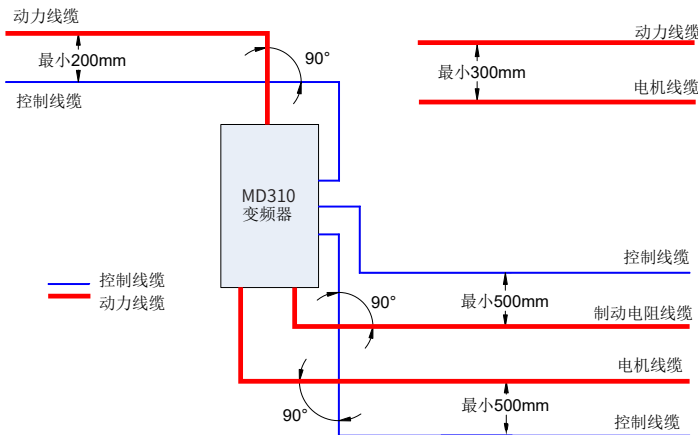 动力线缆
最小200mm
90°
控制线缆
动力线缆
最小300mm
电机线缆
MD310
变频器
控制线缆
动力线缆
控制线缆
最小500mm
90°
制动电阻线缆
电机线缆
最小500mm
90°
控制线缆